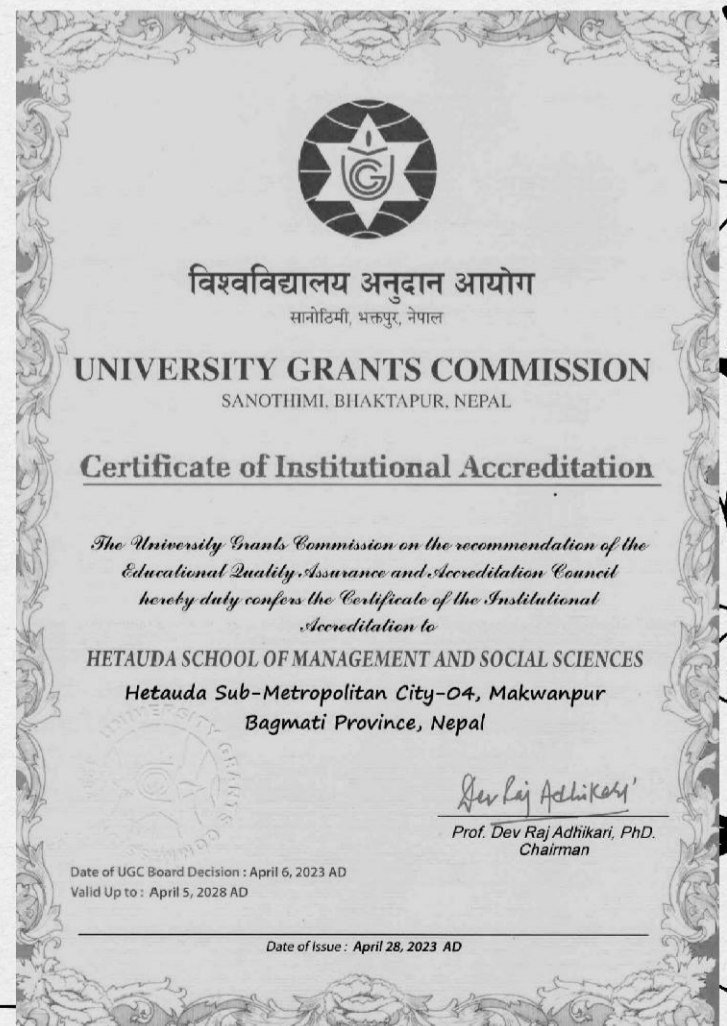 विश्वविद्यालय अनुदान आयोग
सानोठिमी, भक्तपुर, नेपाल
UNIVERSITY GRANTS COMMISSION
SANOTHIMI, BHAKTAPUR, NEPAL
Certificate of Institutional Accreditation
The University Grants Commission on the recommendation of the
Educational Quality Assurance and Accreditation Council
hereby duly confers the Certificate of the Institutional
Accreditation to
HETAUDA SCHOOL OF MANAGEMENT AND SOCIAL SCIENCES
Hetauda Sub-Metropolitan City-04, Makwanpur
Bagmati Province, Nepal
UNIVERSITY GRANTS
Dev Raj Adhikari
Prof. Dev Raj Adhikari, PhD.
Chairman
Date of UGC Board Decision : April 6, 2023 AD
Valid Up to : April 5, 2028 AD
Date of Issue : April 28, 2023 AD